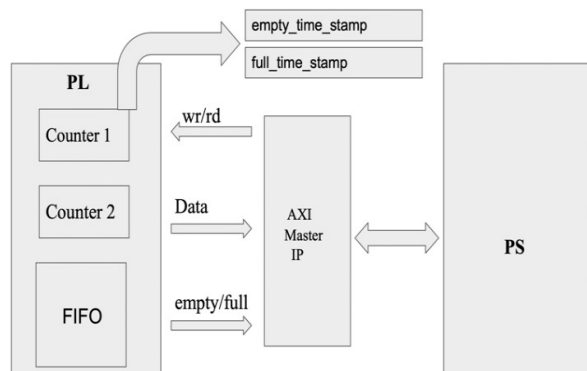 empty_time_stamp
full_time_stamp
PL
Counter 1
wr/rd
Counter 2
Data
AXI
Master
IP
PS
FIFO
empty/full